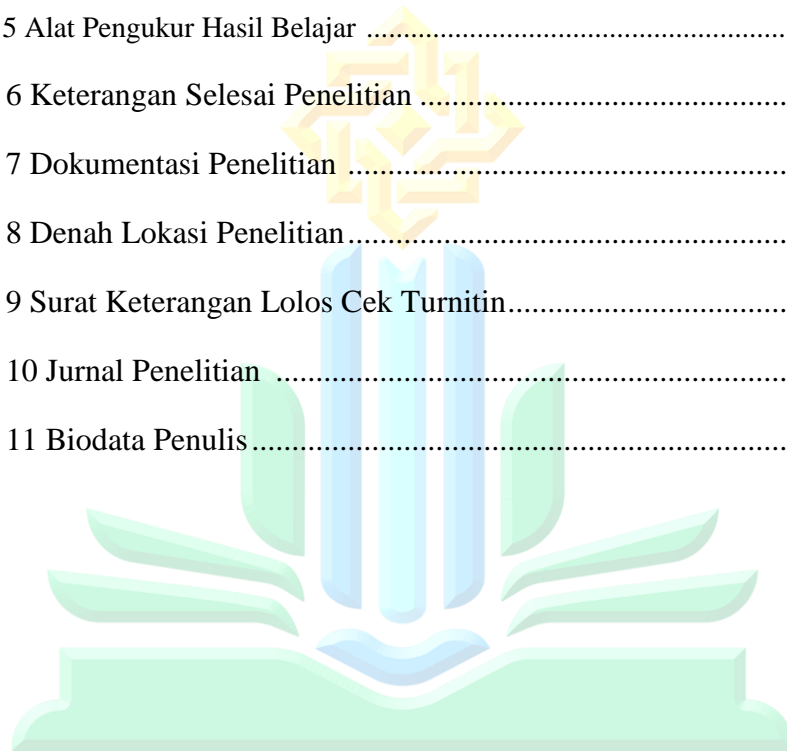 5 Alat Pengukur Hasil Belajar ........................................................
6 Keterangan Selesai Penelitian ................................................
7 Dokumentasi Penelitian ..........................................................
8 Denah Lokasi Penelitian..........................................................
9 Surat Keterangan Lolos Cek Turnitin.....................................
10 Jurnal Penelitian ....................................................................
11 Biodata Penulis.......................................................................